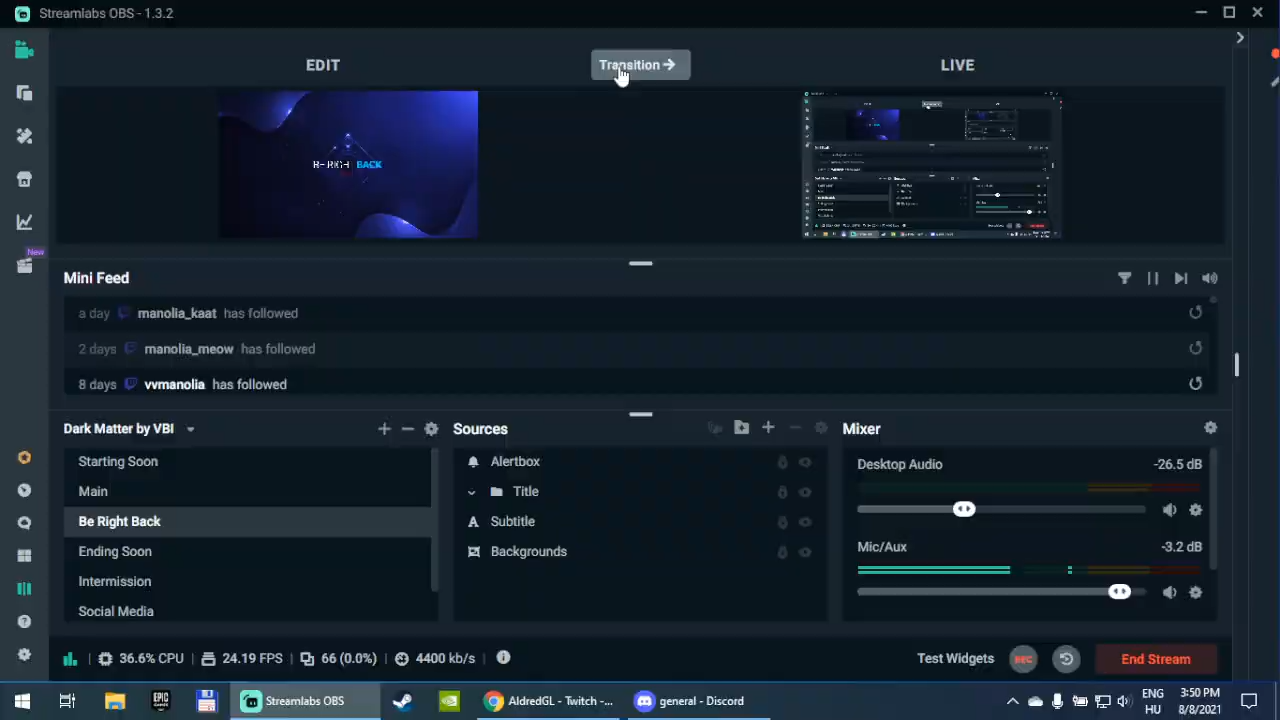 Streamlabs OBS - 1.3.2
EDIT
Transition →
LIVE
BE RIGHT BACK
Mini Feed
a day manolia_kaat has followed
2 days manolia_meow has followed
8 days vvmanolia has followed
New
Dark Matter by VBI
Starting Soon
Main
Be Right Back
Ending Soon
Intermission
Social Media
Sources
Alertbox
Title
Subtitle
Backgrounds
Mixer
Desktop Audio -26.5 dB
Mic/Aux -3.2 dB
36.6% CPU 24.19 FPS 66 (0.0%) 4400 kb/s
Test Widgets REC End Stream
EPIC GAMES
Streamlabs OBS
AldredGL - Twitch -...
general - Discord
ENG
HU
3:50 PM
8/8/2021